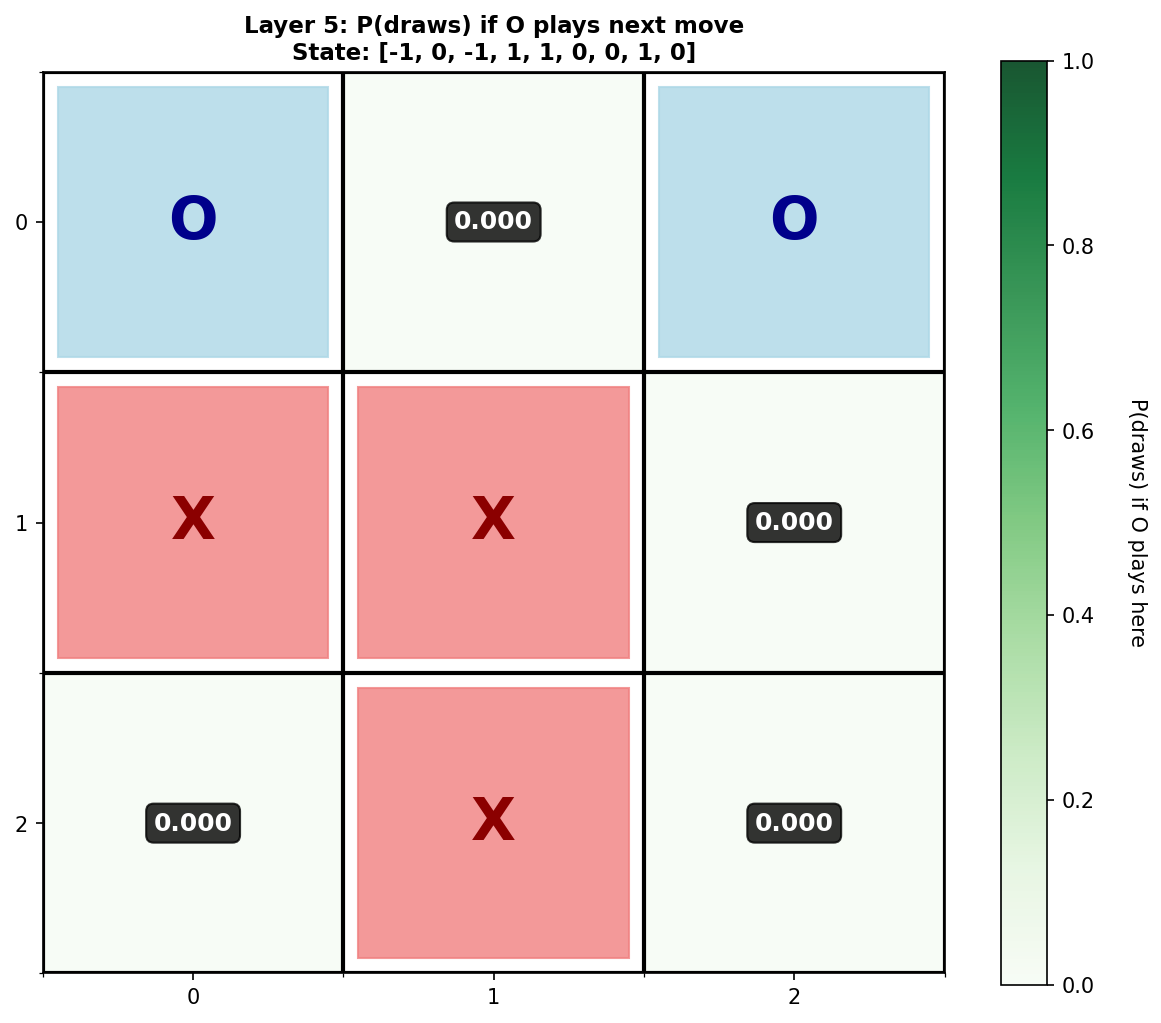 Layer 5: P(draws) if O plays next move
State: [-1, 0, -1, 1, 1, 0, 0, 1, 0]
1.0
0
O
0.000
O
0.8
0.6
1
X
X
0.000
P(draws) if O plays here
0.4
2
0.000
X
0.000
0.2
0.0
0
1
2